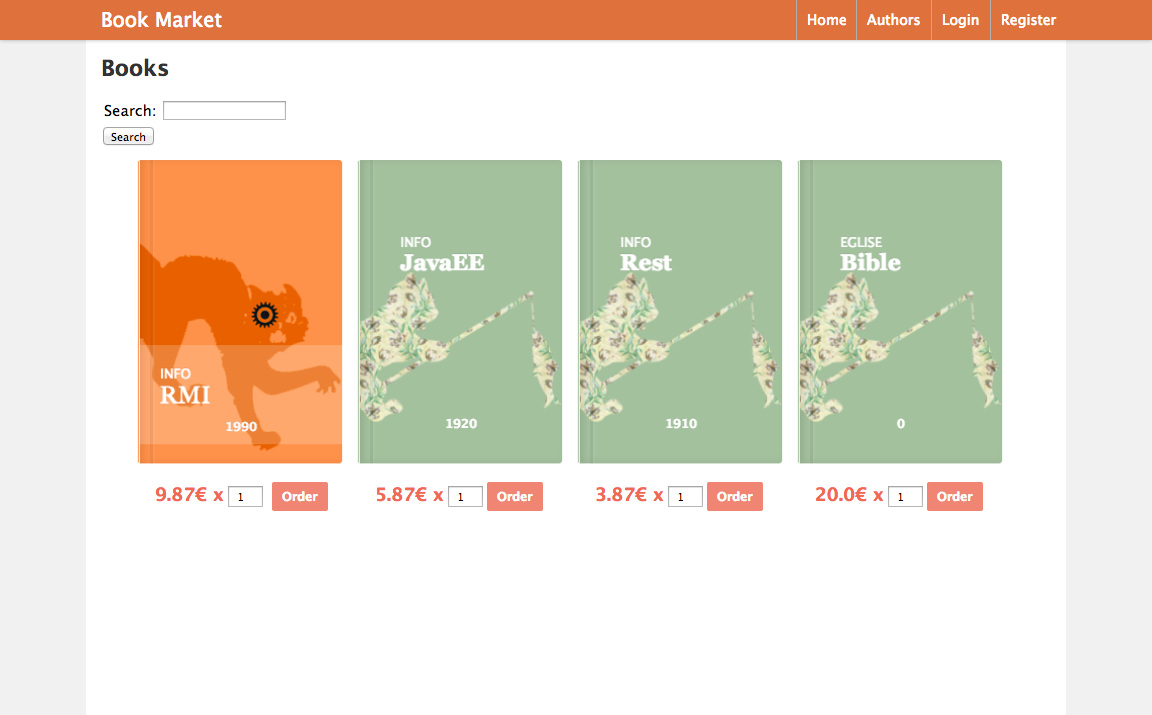 Book Market
Home Authors Login Register
Books
Search:
Search
INFO
RMI
1990
INFO
JavaEE
1920
INFO
Rest
1910
EGLISE
Bible
0
9.87€ x 1 Order
5.87€ x 1 Order
3.87€ x 1 Order
20.0€ x 1 Order